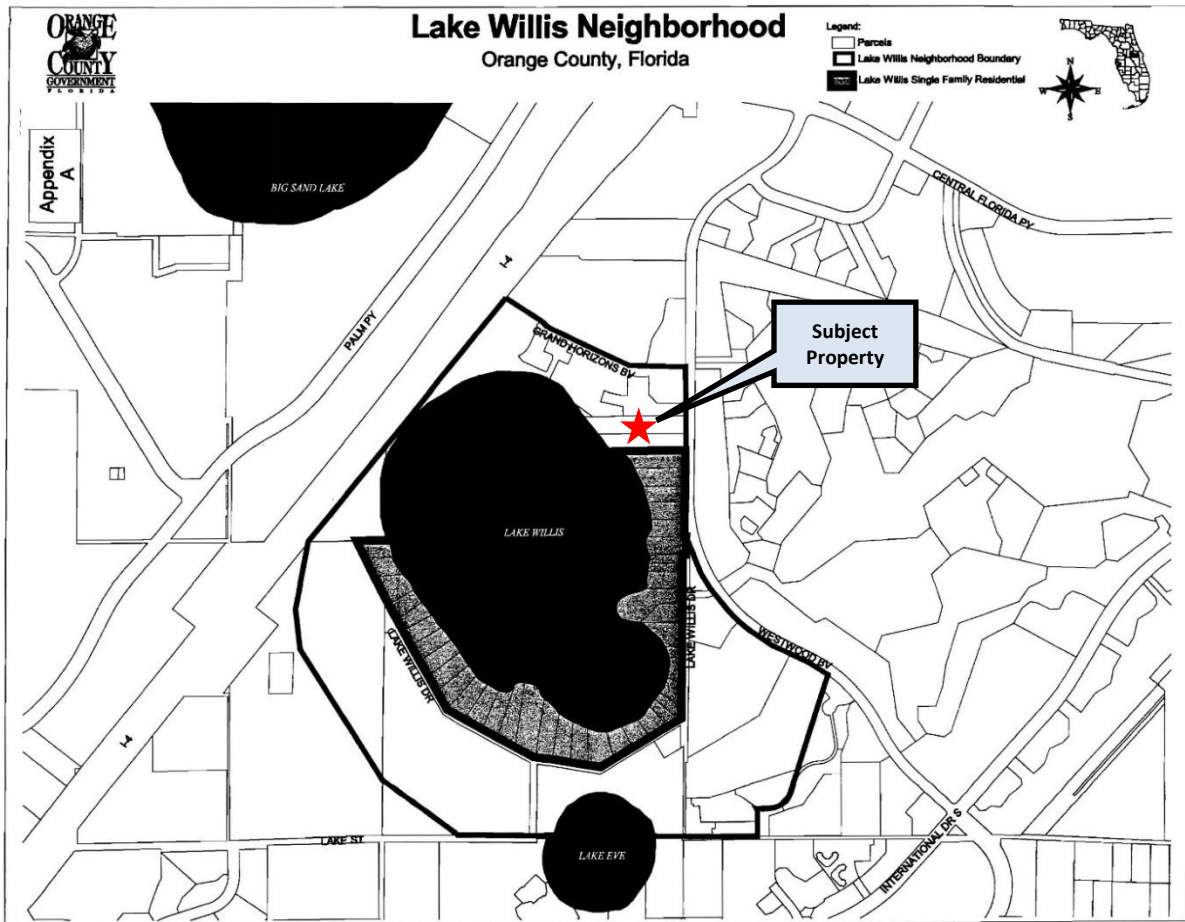 ORANGE
COUNTY
GOVERNMENT
FLORIDA
Lake Willis Neighborhood
Orange County, Florida
Legend:
Parcels
Lake Willis Neighborhood Boundary
Lake Willis Single Family Residential
N
W E
S
Appendix
A
BIG SAND LAKE
CENTRAL FLORIDA PY
I-4
PALM PY
GRAND HORIZONS BV
Subject
Property
LAKE WILLIS
LAKE WILLIS DR
LAKE WILLIS DR
WESTWOOD BV
I-4
LAKE ST
LAKE EVE
INTERNATIONAL DR S